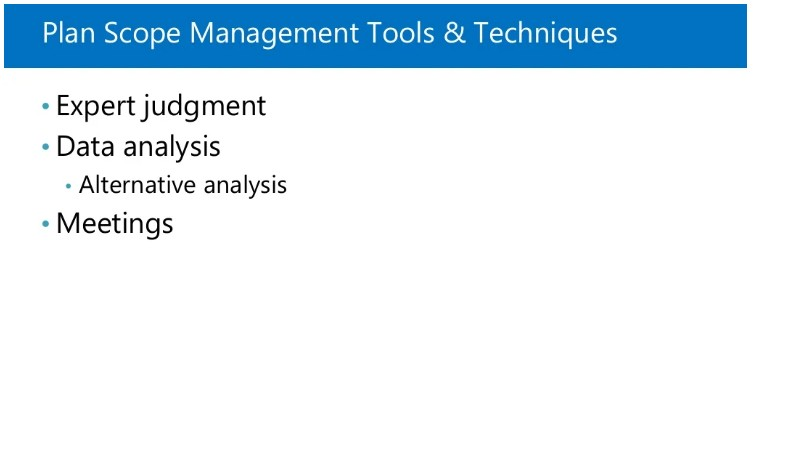 Plan Scope Management Tools & Techniques
• Expert judgment
• Data analysis
• Alternative analysis
• Meetings